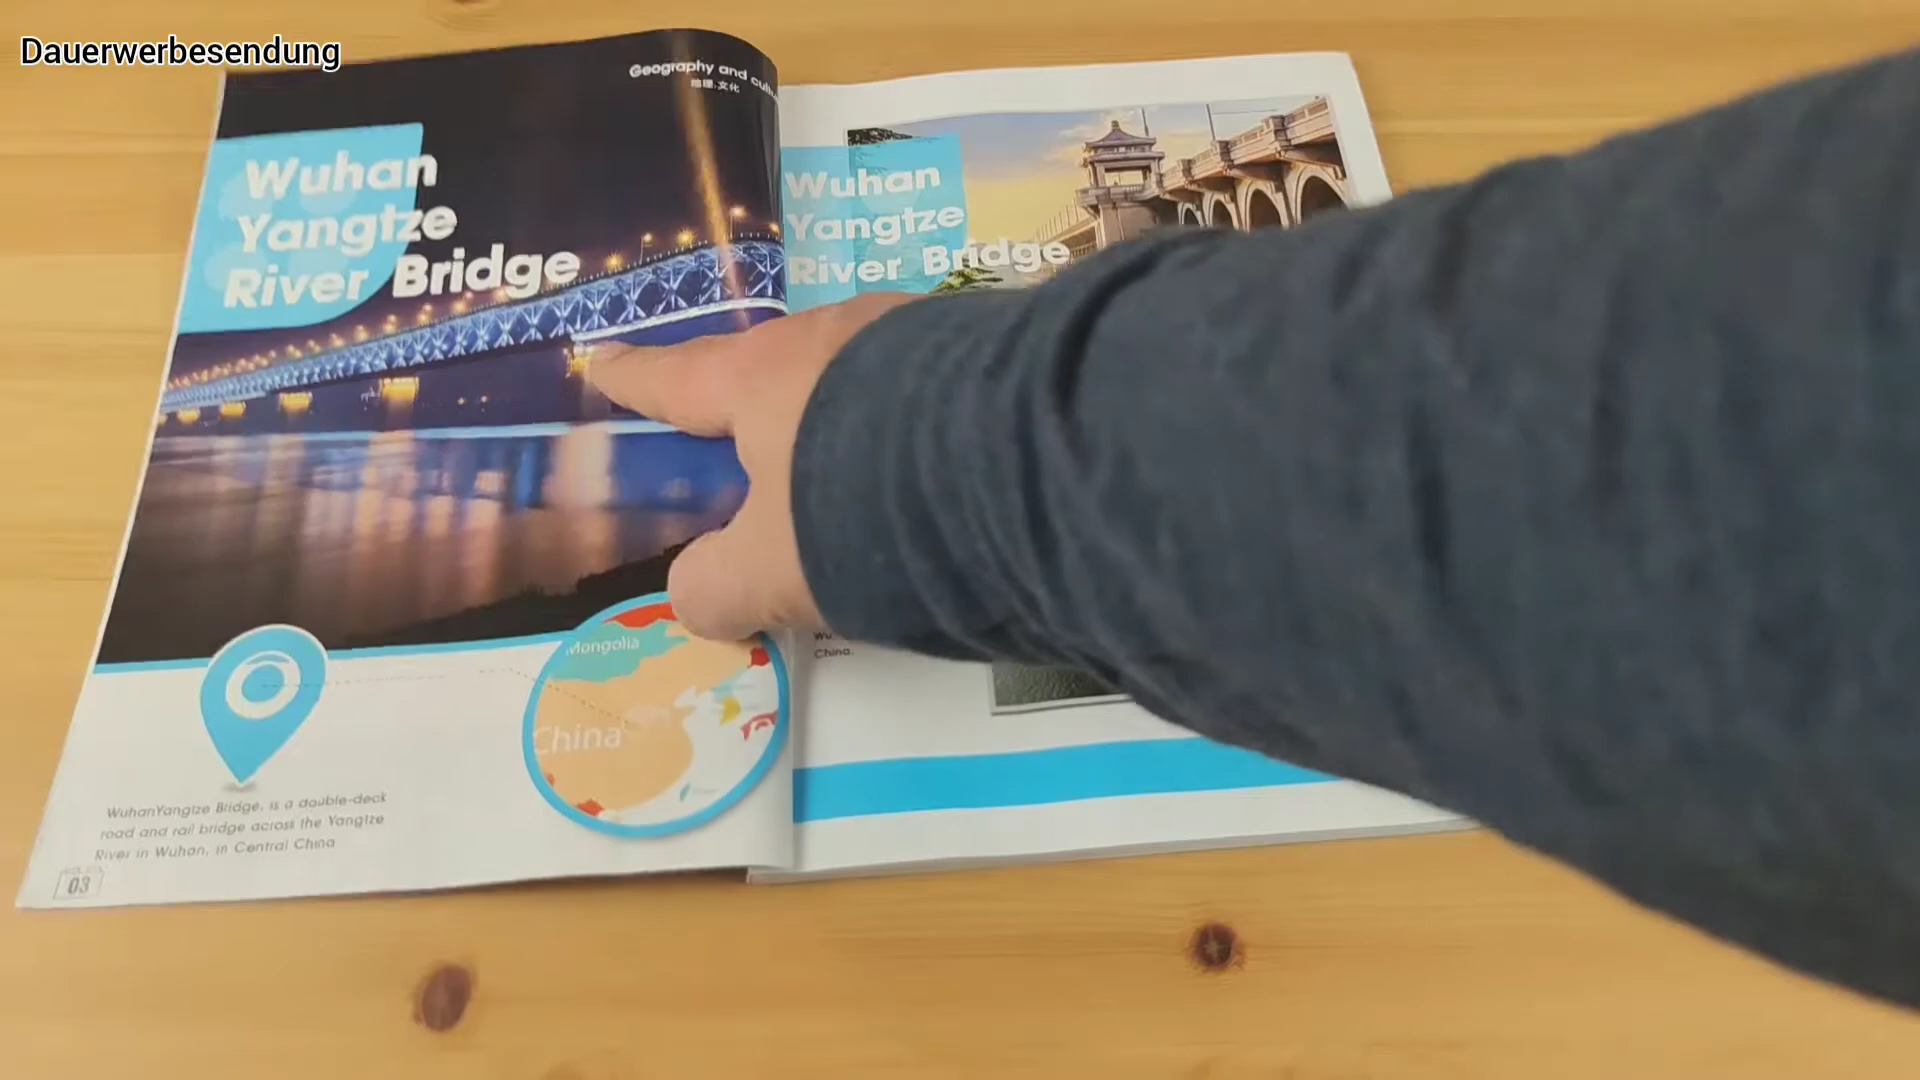 Dauerwerbesendung
Geography and
地理.文化
Wuhan
Yangtze
River Bridge
Wuhan
Yangtze
River Bridge
Mongolia
China
China.
WuhanYangtze Bridge, is a double-deck
road and rail bridge across the Yangtze
River in Wuhan, in Central China
03